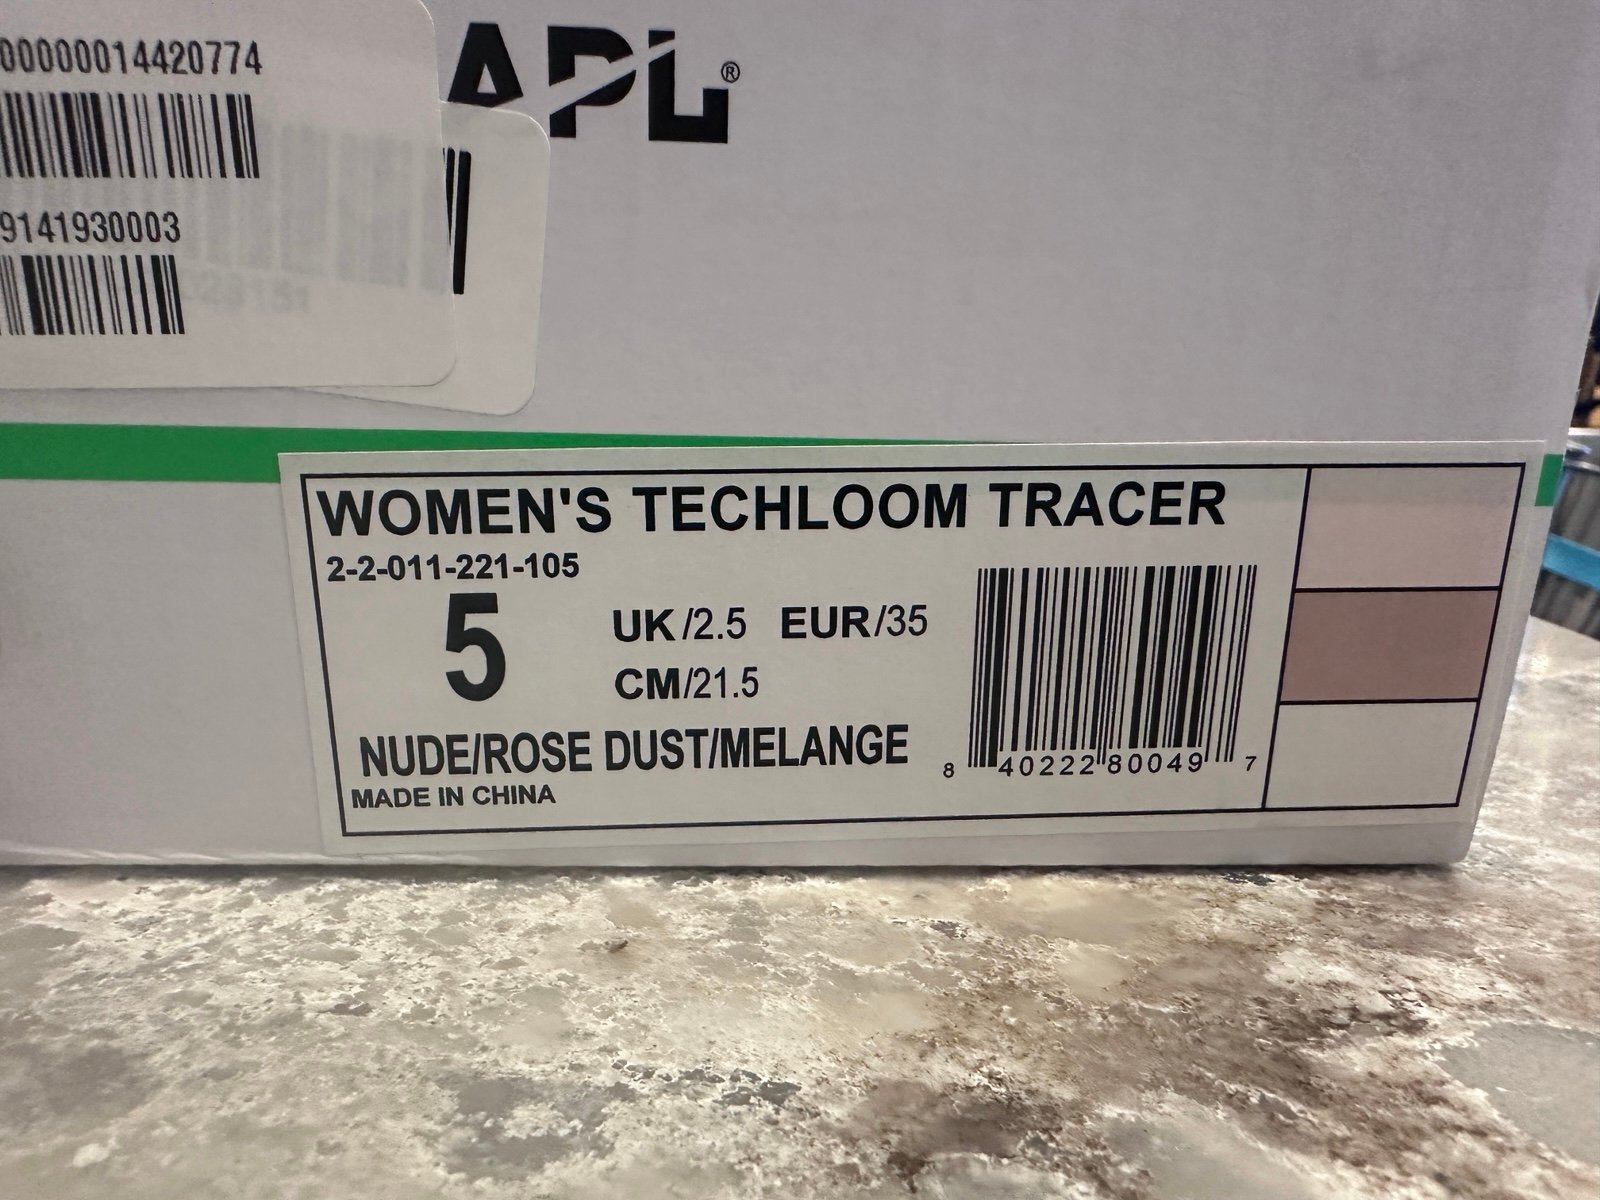 00000014420774
9141930003
APL®
WOMEN'S TECHLOOM TRACER
2-2-011-221-105
5
UK/2.5 EUR/35
CM/21.5
NUDE/ROSE DUST/MELANGE
MADE IN CHINA
8 40222 80049 7